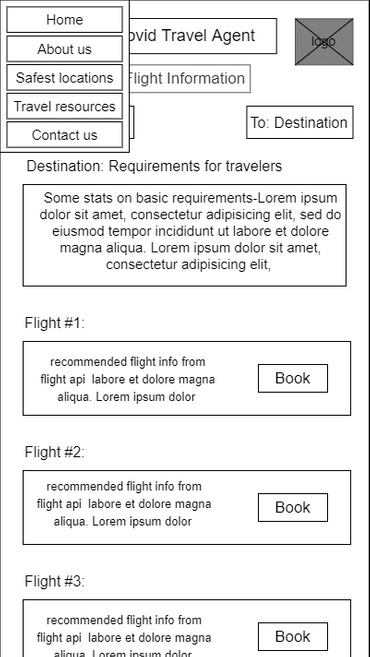 Home
About us
Safest locations
Travel resources
Contact us
ovid Travel Agent
logo
Flight Information
To: Destination
Destination: Requirements for travelers
Some stats on basic requirements-Lorem ipsum
dolor sit amet, consectetur adipisicing elit, sed do
eiusmod tempor incididunt ut labore et dolore
magna aliqua. Lorem ipsum dolor sit amet,
consectetur adipisicing elit,
Flight #1:
recommended flight info from
flight api labore et dolore magna
aliqua. Lorem ipsum dolor
Book
Flight #2:
recommended flight info from
flight api labore et dolore magna
aliqua. Lorem ipsum dolor
Book
Flight #3:
recommended flight info from
flight api labore et dolore magna
aliqua. Lorem ipsum dolor
Book